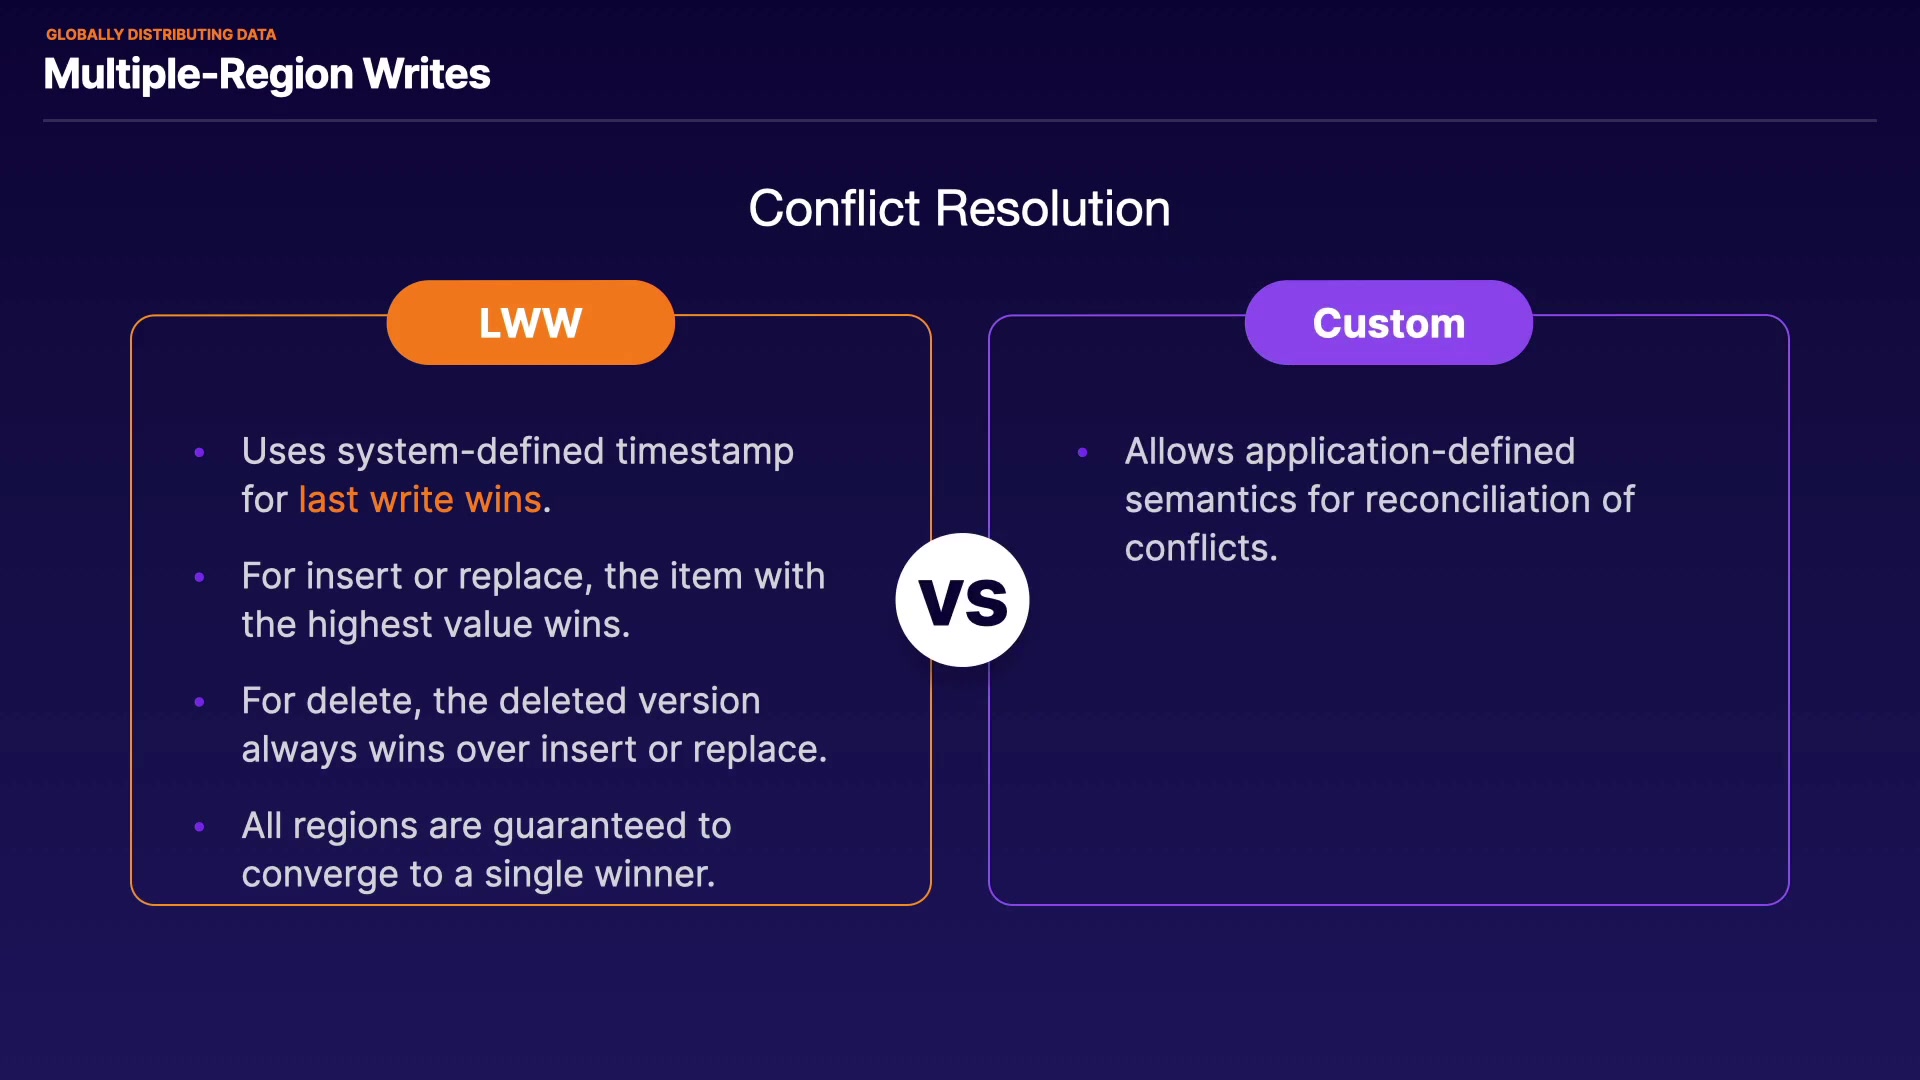 GLOBALLY DISTRIBUTING DATA
Multiple-Region Writes
Conflict Resolution
LWW
• Uses system-defined timestamp
for last write wins.
• For insert or replace, the item with
the highest value wins.
• For delete, the deleted version
always wins over insert or replace.
• All regions are guaranteed to
converge to a single winner.
VS
Custom
• Allows application-defined
semantics for reconciliation of
conflicts.